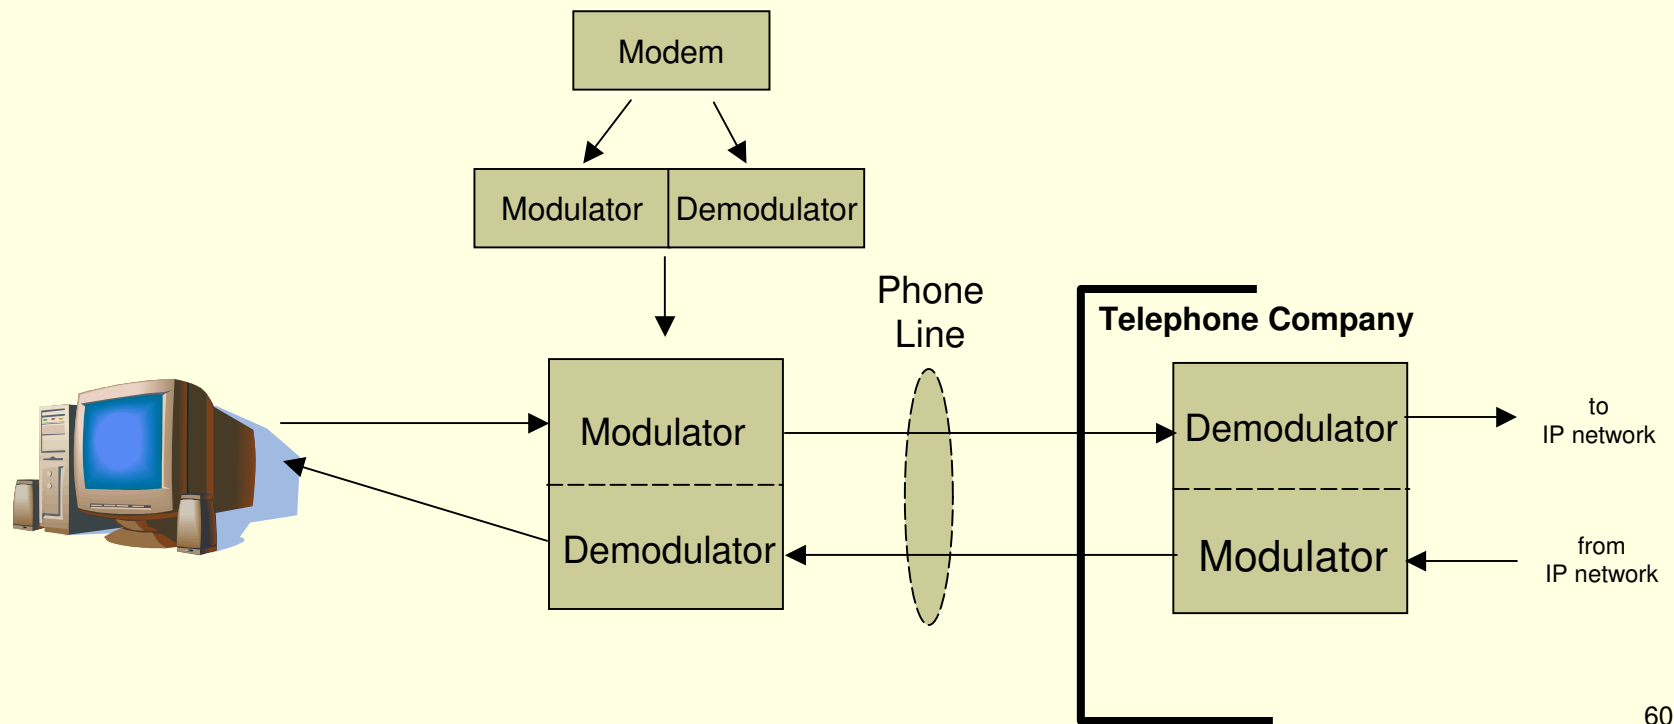 Modem
Modulator
Demodulator
Phone
Line
Telephone Company
Modulator
Demodulator
Demodulator
Modulator
to
IP network
from
IP network
60